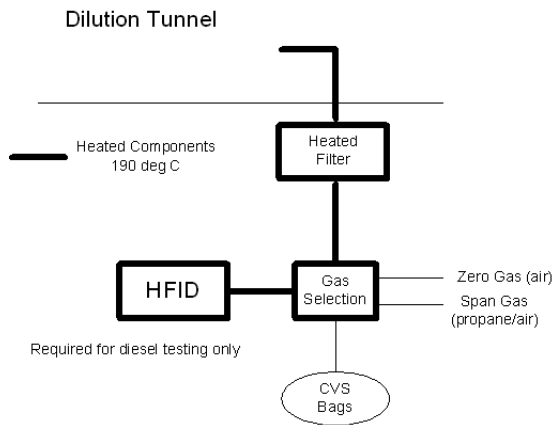 Dilution Tunnel
Heated Components
190 deg C
Heated
Filter
HFID
Gas
Selection
Zero Gas (air)
Span Gas
(propane/air)
Required for diesel testing only
CVS
Bags